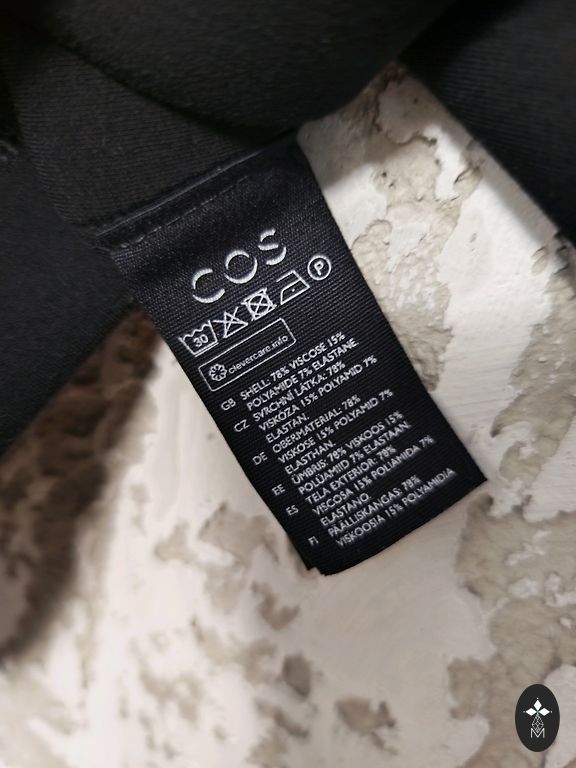 COS
30 P
clevercare.info
GB SHELL: 78% VISCOSE 15%
POLYAMIDE 7% ELASTANE
CZ SVRCHNÍ LÁTKA: 78%
VISKÓZA 15% POLYAMID 7%
ELASTAN.
DE OBERMATERIAL: 78%
VISKOSE 15% POLYAMID 7%
ELASTHAN.
EE ÜMBRIS: 78% VISKOOS 15%
POLÜAMIID 7% ELASTAAN.
ES TELA EXTERIOR: 78%
VISCOSA 15% POLIAMIDA 7%
ELASTANO.
FI PÄÄLLISKANGAS: 78%
VISKOOSIA 15% POLYAMIDIA
M